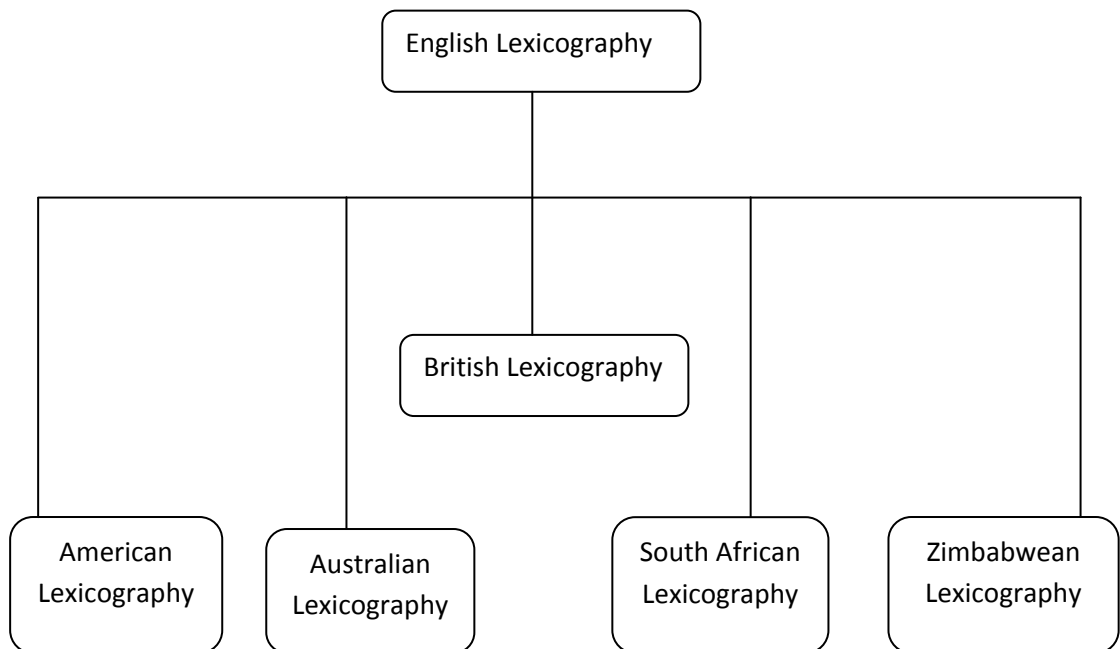 English Lexicography
British Lexicography
American
Lexicography
Australian
Lexicography
South African
Lexicography
Zimbabwean
Lexicography